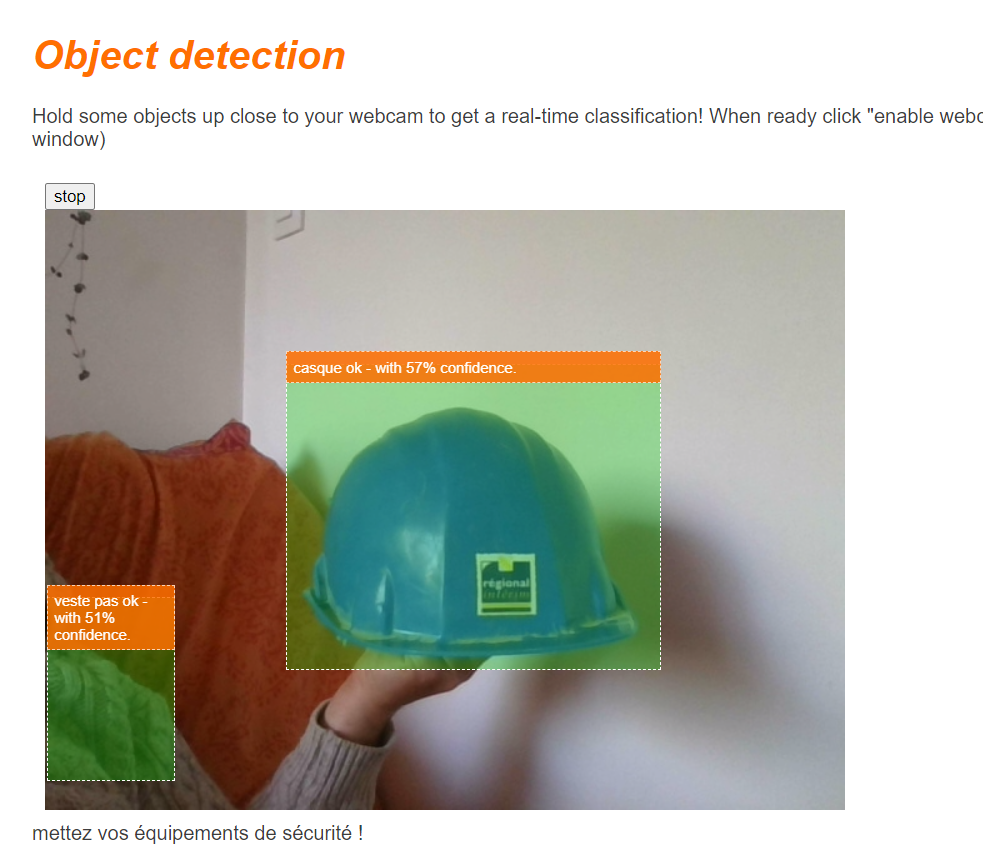 Object detection
Hold some objects up close to your webcam to get a real-time classification! When ready click "enable webc
window)
stop
casque ok - with 57% confidence.
régional
intérim
veste pas ok -
with 51%
confidence.
mettez vos équipements de sécurité !